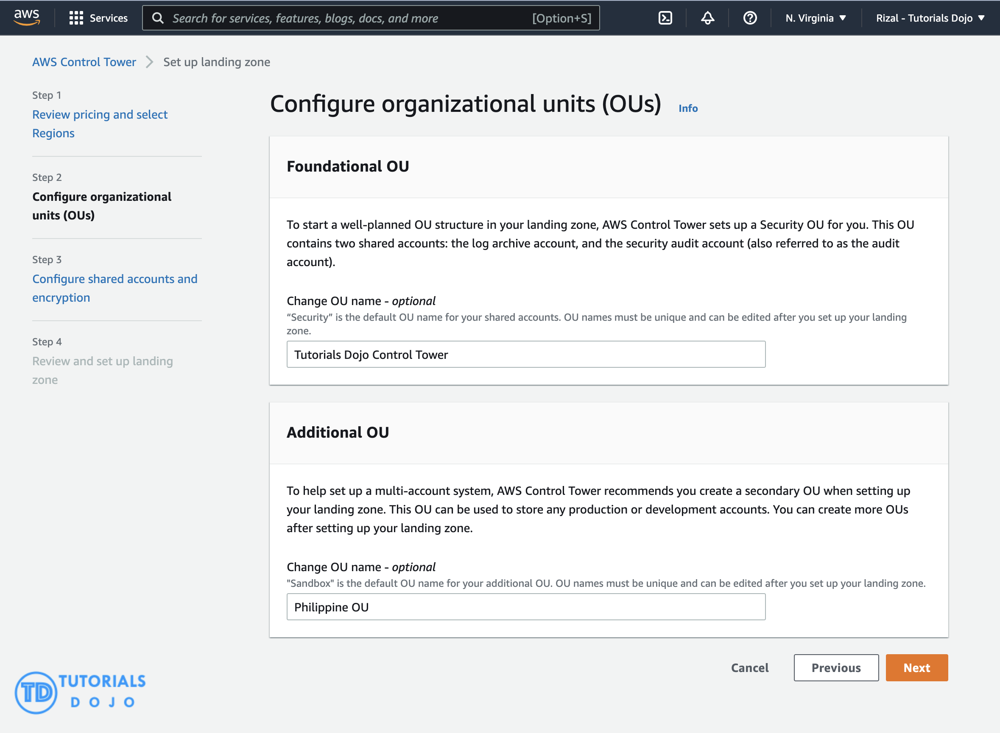 aws
Services
Search for services, features, blogs, docs, and more
[Option+S]
N. Virginia
Rizal - Tutorials Dojo
AWS Control Tower
Set up landing zone
Step 1
Review pricing and select
Regions
Step 2
Configure organizational
units (OUs)
Step 3
Configure shared accounts and
encryption
Step 4
Review and set up landing
zone
Configure organizational units (OUs)
Info
Foundational OU
To start a well-planned OU structure in your landing zone, AWS Control Tower sets up a Security OU for you. This OU
contains two shared accounts: the log archive account, and the security audit account (also referred to as the audit
account).
Change OU name - optional
“Security” is the default OU name for your shared accounts. OU names must be unique and can be edited after you set up your landing
zone.
Tutorials Dojo Control Tower
Additional OU
To help set up a multi-account system, AWS Control Tower recommends you create a secondary OU when setting up
your landing zone. This OU can be used to store any production or development accounts. You can create more OUs
after setting up your landing zone.
Change OU name - optional
"Sandbox" is the default OU name for your additional OU. OU names must be unique and can be edited after you set up your landing zone.
Philippine OU
Cancel
Previous
Next
TD
TUTORIALS
DOJO